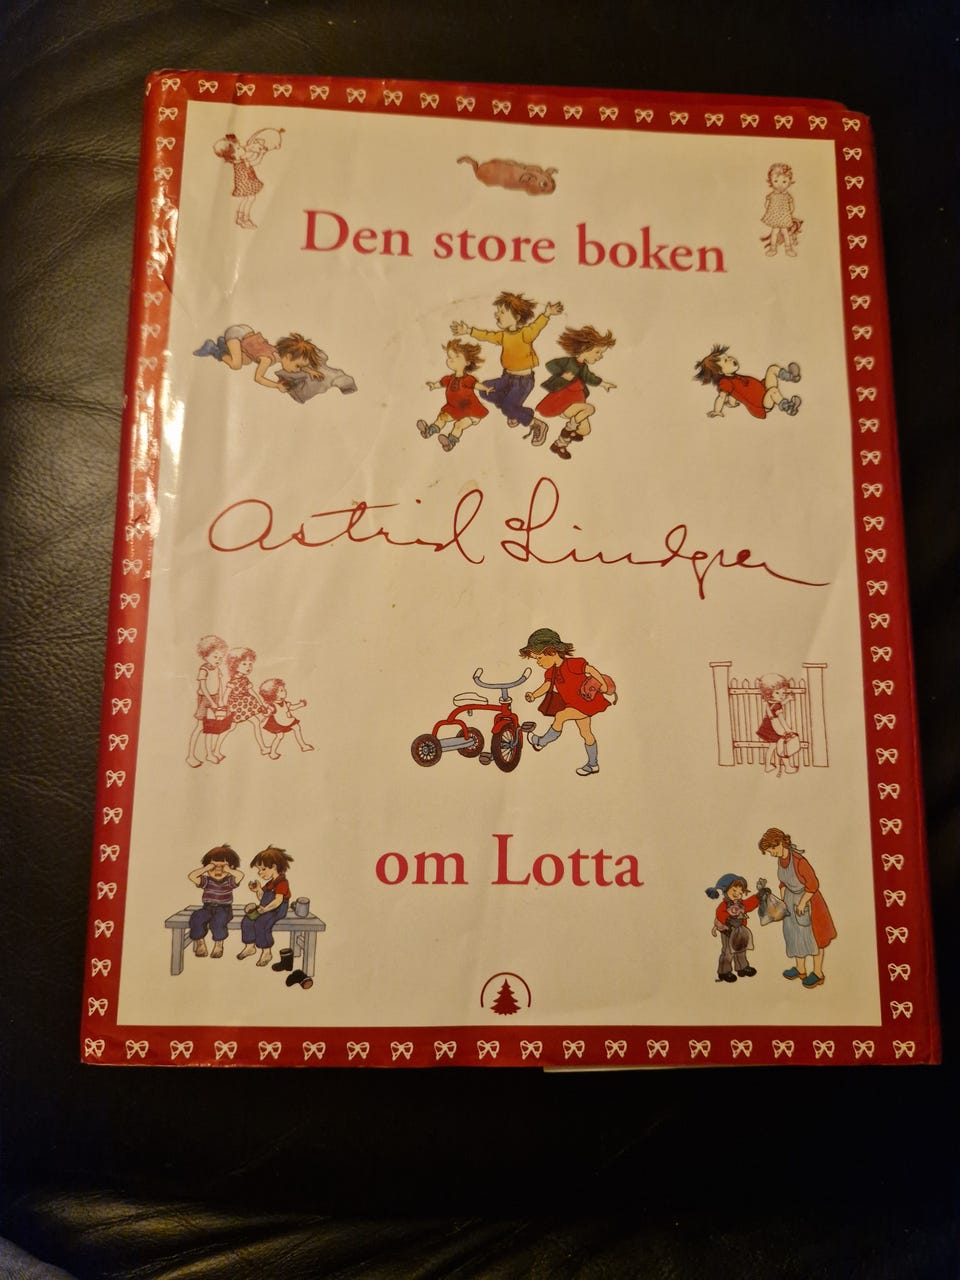 Den store boken
Astrid Lindgren
om Lotta